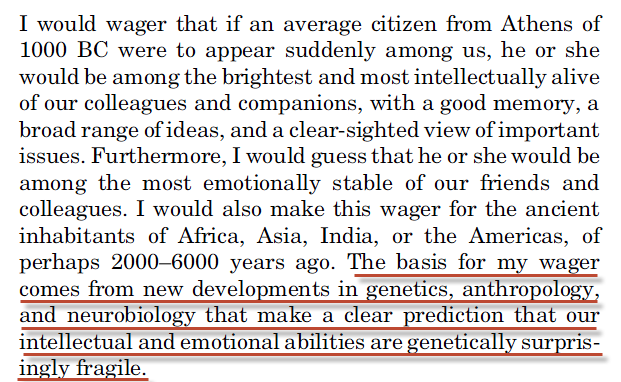 I would wager that if an average citizen from Athens of
1000 BC were to appear suddenly among us, he or she
would be among the brightest and most intellectually alive
of our colleagues and companions, with a good memory, a
broad range of ideas, and a clear-sighted view of important
issues. Furthermore, I would guess that he or she would be
among the most emotionally stable of our friends and
colleagues. I would also make this wager for the ancient
inhabitants of Africa, Asia, India, or the Americas, of
perhaps 2000–6000 years ago. The basis for my wager
comes from new developments in genetics, anthropology,
and neurobiology that make a clear prediction that our
intellectual and emotional abilities are genetically surpris-
ingly fragile.